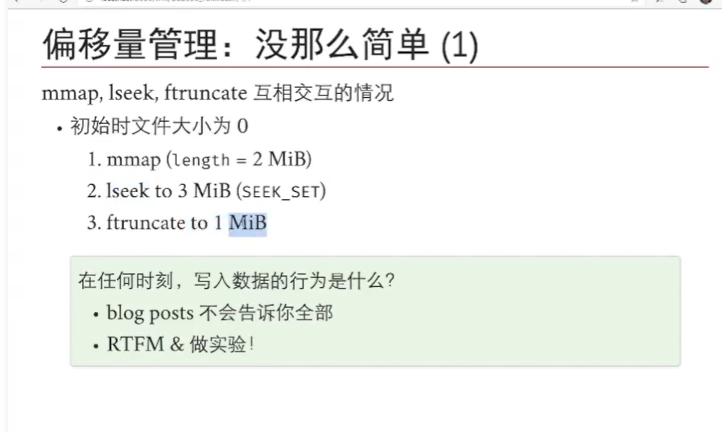 偏移量管理：没那么简单 (1)
mmap, lseek, ftruncate 互相交互的情况
• 初始时文件大小为 0
1. mmap (length = 2 MiB)
2. lseek to 3 MiB (SEEK_SET)
3. ftruncate to 1 MiB
在任何时刻，写入数据的行为是什么？
• blog posts 不会告诉你全部
• RTFM & 做实验！